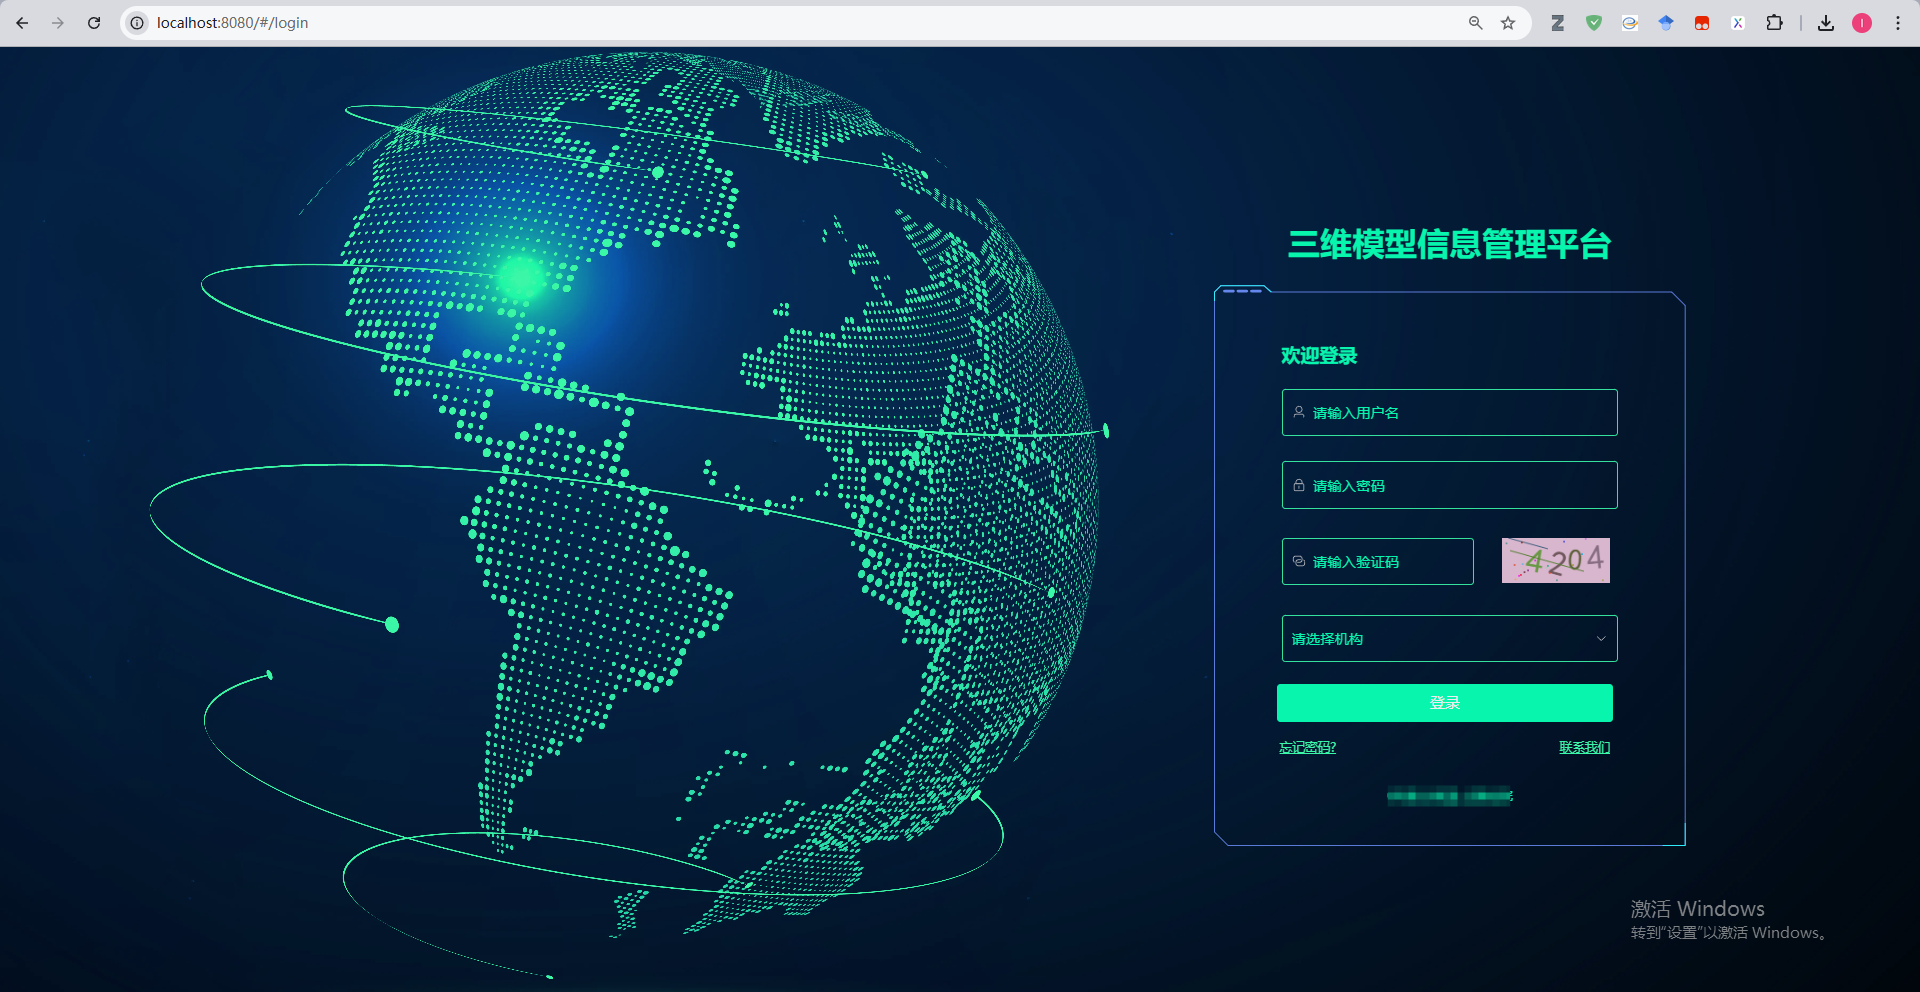 localhost:8080/#/login
三维模型信息管理平台
欢迎登录
请输入用户名
请输入密码
请输入验证码
4204
请选择机构
登录
忘记密码?
联系我们
激活 Windows
转到“设置”以激活 Windows。